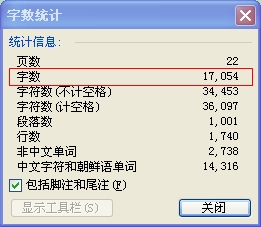 字数统计
统计信息:
页数 22
字数 17,054
字符数(不计空格) 34,453
字符数(计空格) 36,097
段落数 1,001
行数 1,740
非中文单词 2,738
中文字符和朝鲜语单词 14,316
包括脚注和尾注(F)
显示工具栏(S) 关闭